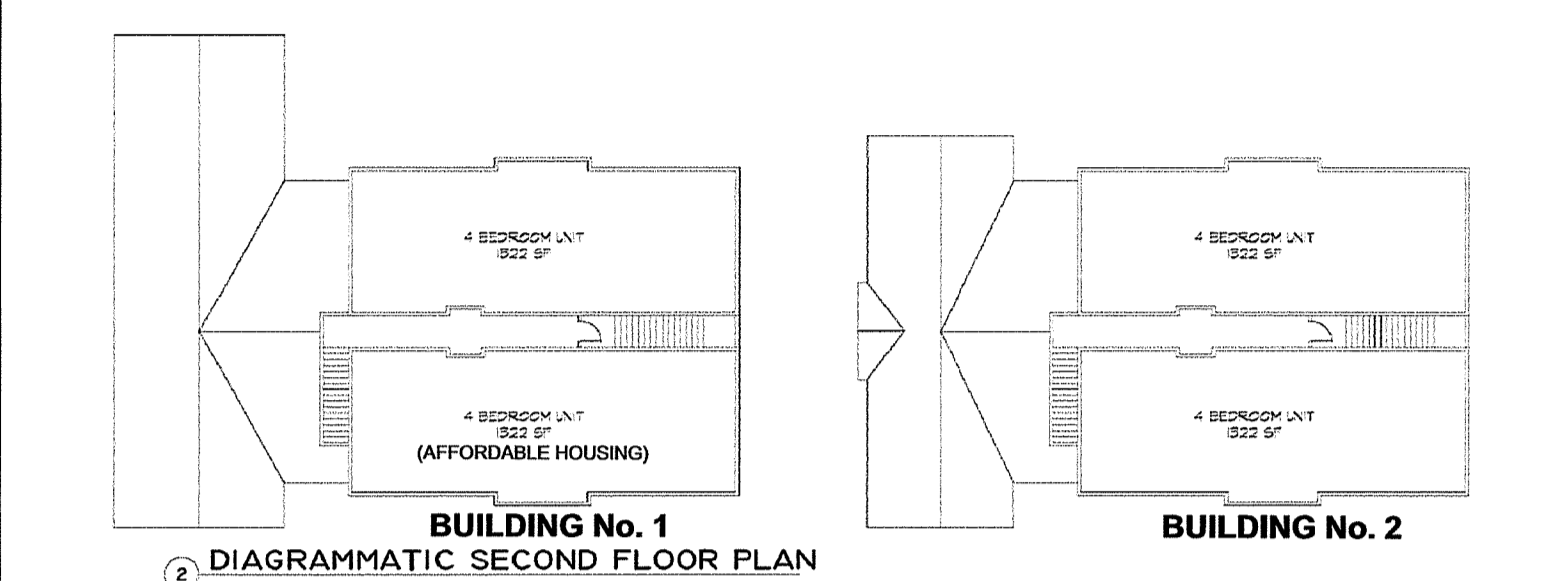 4 BEDROOM UNIT
1322 SF
4 BEDROOM UNIT
1322 SF
4 BEDROOM UNIT
1322 SF
(AFFORDABLE HOUSING)
4 BEDROOM UNIT
1322 SF
BUILDING No. 1
BUILDING No. 2
2 DIAGRAMMATIC SECOND FLOOR PLAN